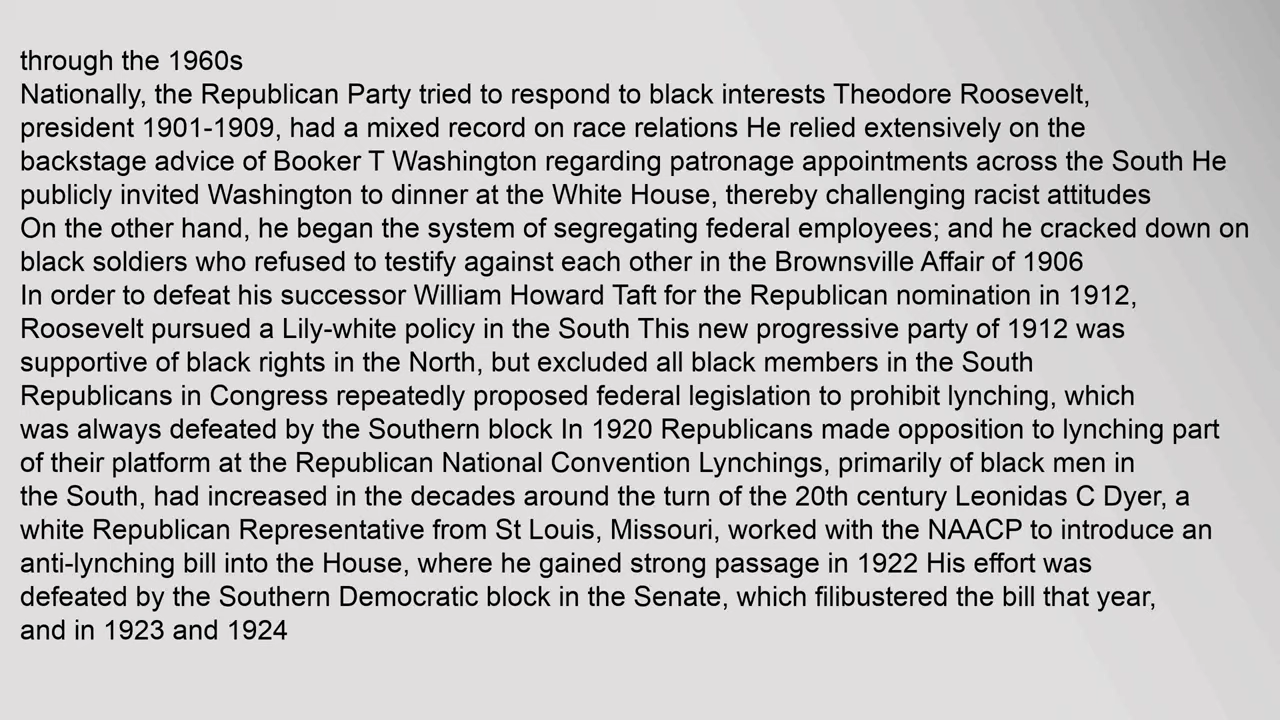 through the 1960s
Nationally, the Republican Party tried to respond to black interests Theodore Roosevelt,
president 1901-1909, had a mixed record on race relations He relied extensively on the
backstage advice of Booker T Washington regarding patronage appointments across the South He
publicly invited Washington to dinner at the White House, thereby challenging racist attitudes
On the other hand, he began the system of segregating federal employees; and he cracked down on
black soldiers who refused to testify against each other in the Brownsville Affair of 1906
In order to defeat his successor William Howard Taft for the Republican nomination in 1912,
Roosevelt pursued a Lily-white policy in the South This new progressive party of 1912 was
supportive of black rights in the North, but excluded all black members in the South
Republicans in Congress repeatedly proposed federal legislation to prohibit lynching, which
was always defeated by the Southern block In 1920 Republicans made opposition to lynching part
of their platform at the Republican National Convention Lynchings, primarily of black men in
the South, had increased in the decades around the turn of the 20th century Leonidas C Dyer, a
white Republican Representative from St Louis, Missouri, worked with the NAACP to introduce an
anti-lynching bill into the House, where he gained strong passage in 1922 His effort was
defeated by the Southern Democratic block in the Senate, which filibustered the bill that year,
and in 1923 and 1924